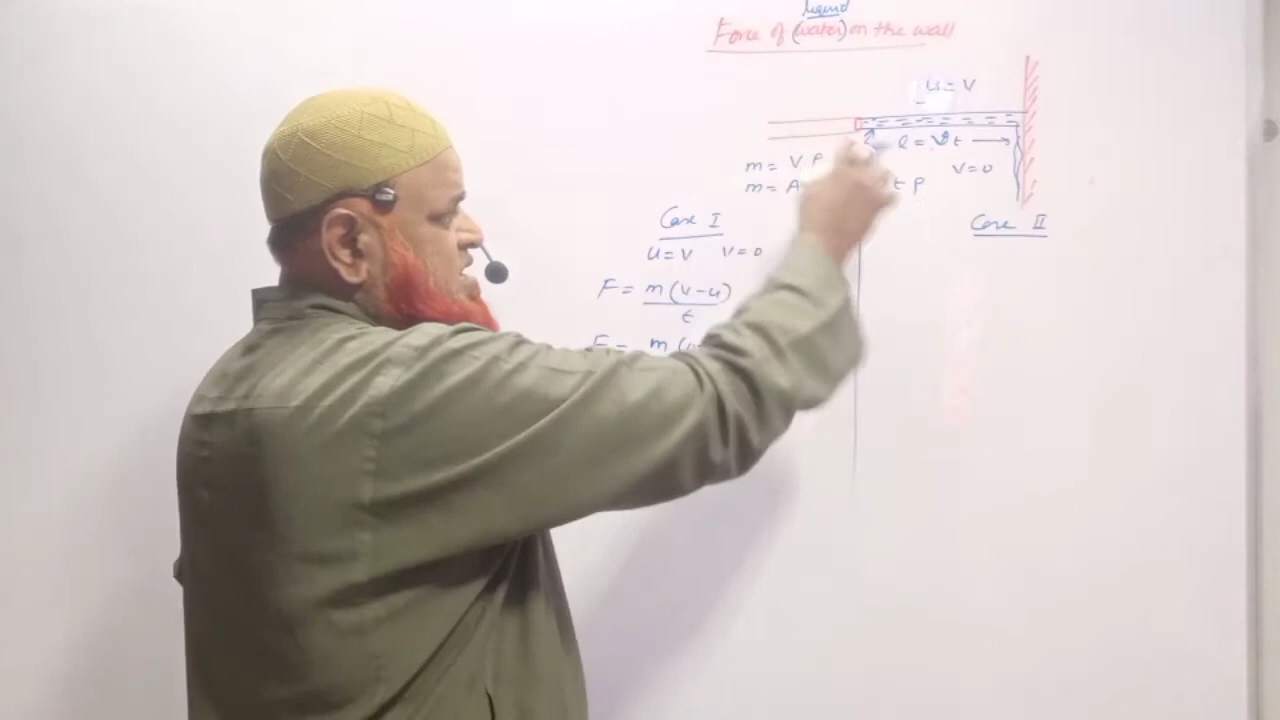 liquid
Force of (water) on the wall
u = v
l = vt
m = V ρ
v=0
m = A t ρ
Case I
Case II
u = v v = 0
F = m (v-u)
t
F = m (